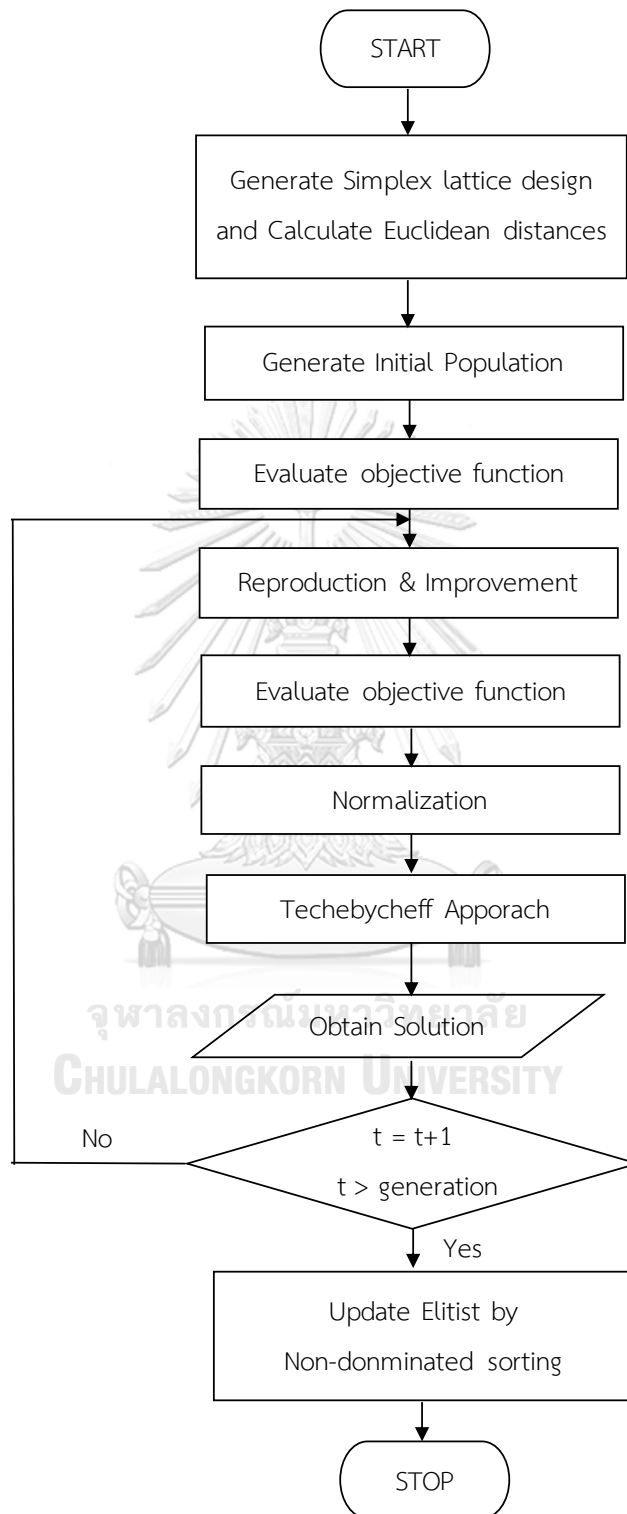 START
Generate Simplex lattice design
and Calculate Euclidean distances
Generate Initial Population
Evaluate objective function
Reproduction & Improvement
Evaluate objective function
Normalization
Techebycheff Apporach
จุฬาลงกรณ์มหาวิทยาลัย
Obtain Solution
CHULALONGKORN UNIVERSITY
No
t = t+1
t > generation
Yes
Update Elitist by
Non-donminated sorting
STOP